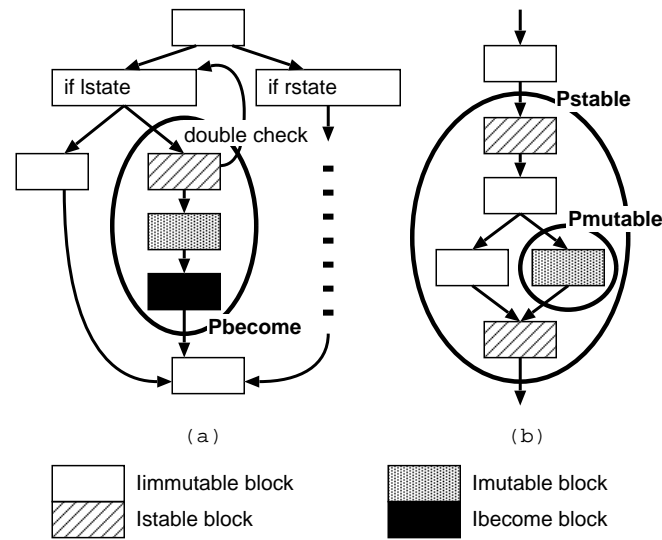 if lstate
if rstate
double check
Pbecome
(a)
Pstable
Pmutable
(b)
Iimmutable block
Istable block
Imutable block
Ibecome block